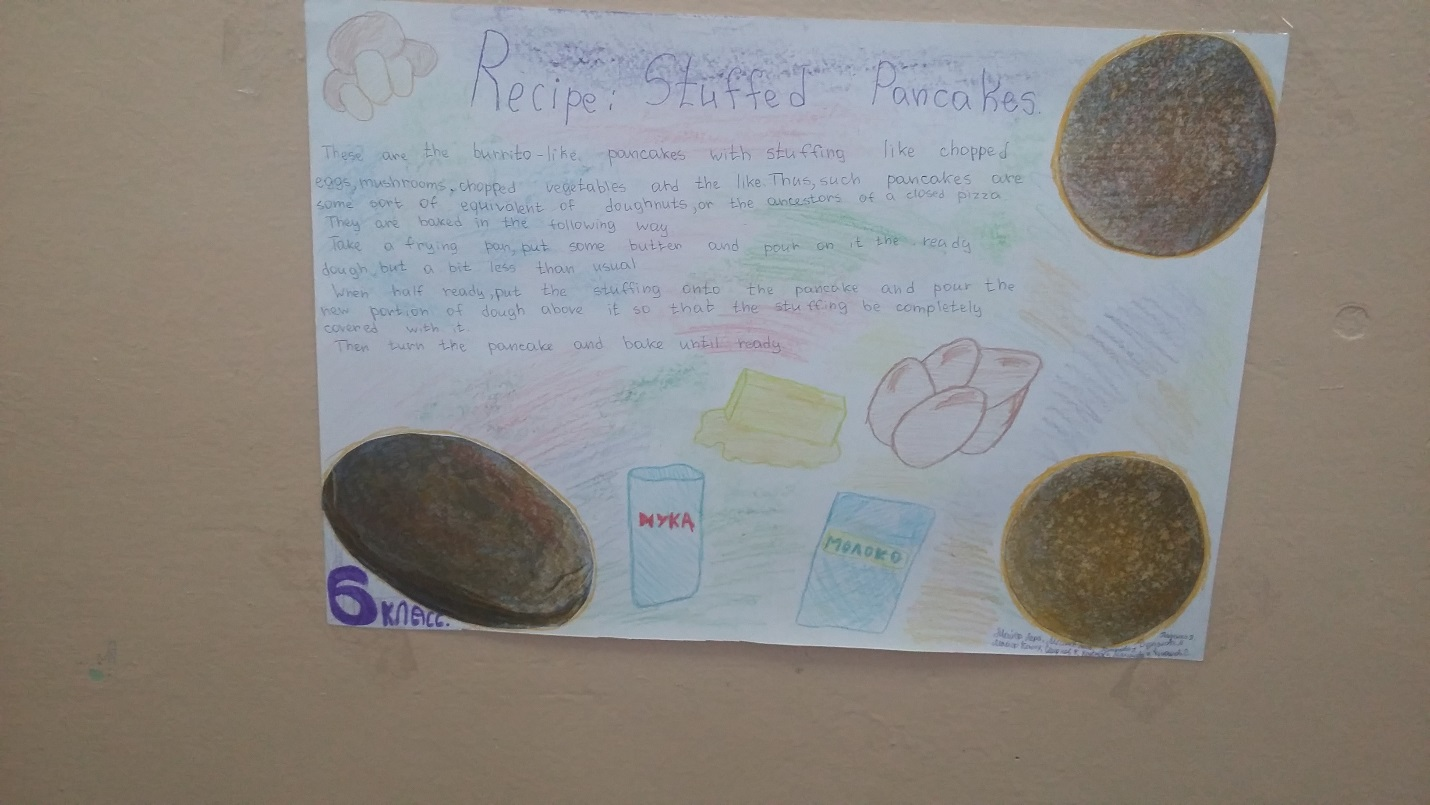 Recipe: Stuffed Pancakes.
These are the burrito-like pancakes with stuffing like chopped
eggs, mushrooms, chopped vegetables and the like. Thus, such pancakes are
some sort of equivalent of doughnuts, or the ancestors of a closed pizza
They are baked in the following way
Take a frying pan, put some butter and pour on it the ready
dough, but a bit less than usual
When half ready, put the stuffing onto the pancake and pour the
new portion of dough above it so that the stuffing be completely
covered with it.
Then turn the pancake and bake until ready
МУКА
МОЛОКО
6 класс.